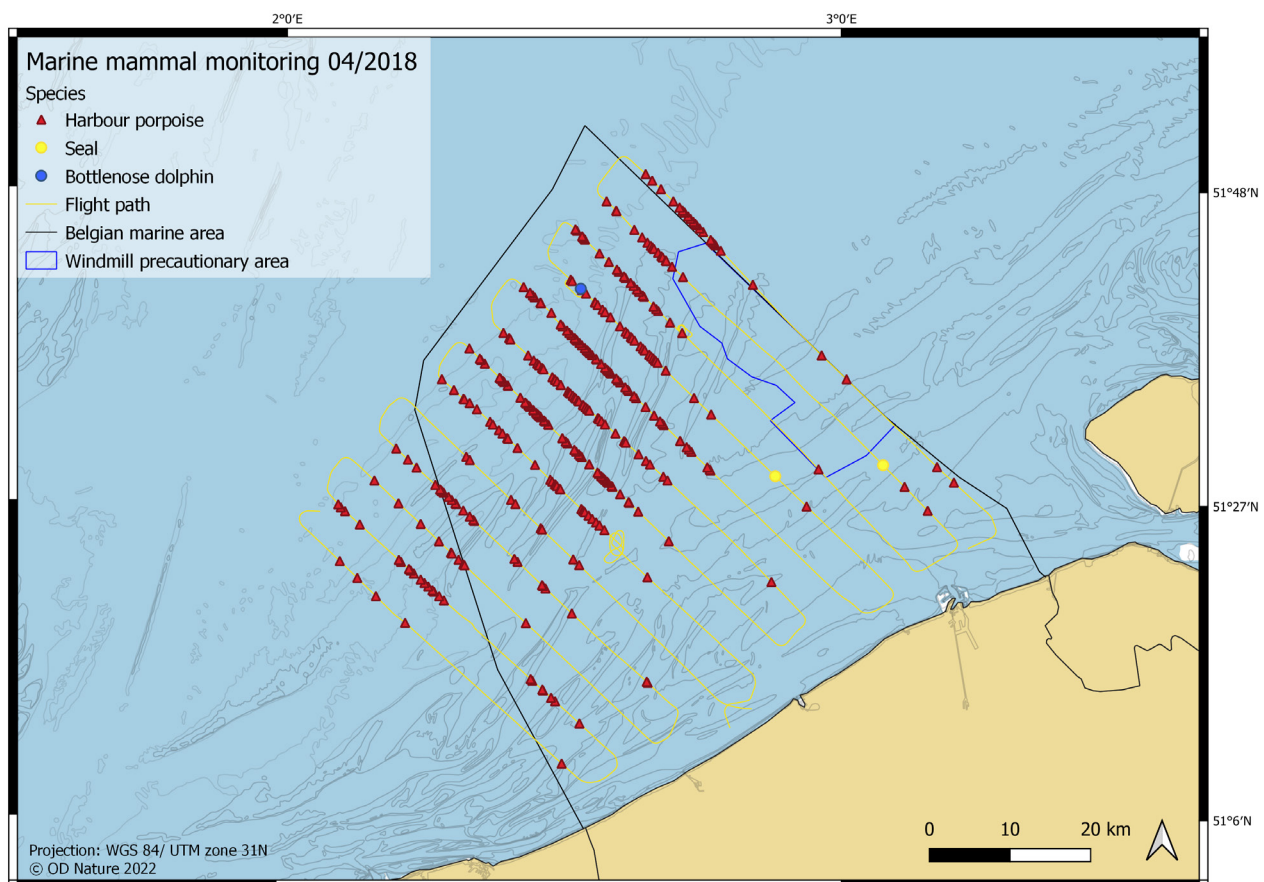 2°0'E
3°0'E
Marine mammal monitoring 04/2018
Species
Harbour porpoise
Seal
Bottlenose dolphin
Flight path
Belgian marine area
Windmill precautionary area
51°48'N
51°27'N
51°6'N
0 10 20 km
Projection: WGS 84/ UTM zone 31N
© OD Nature 2022